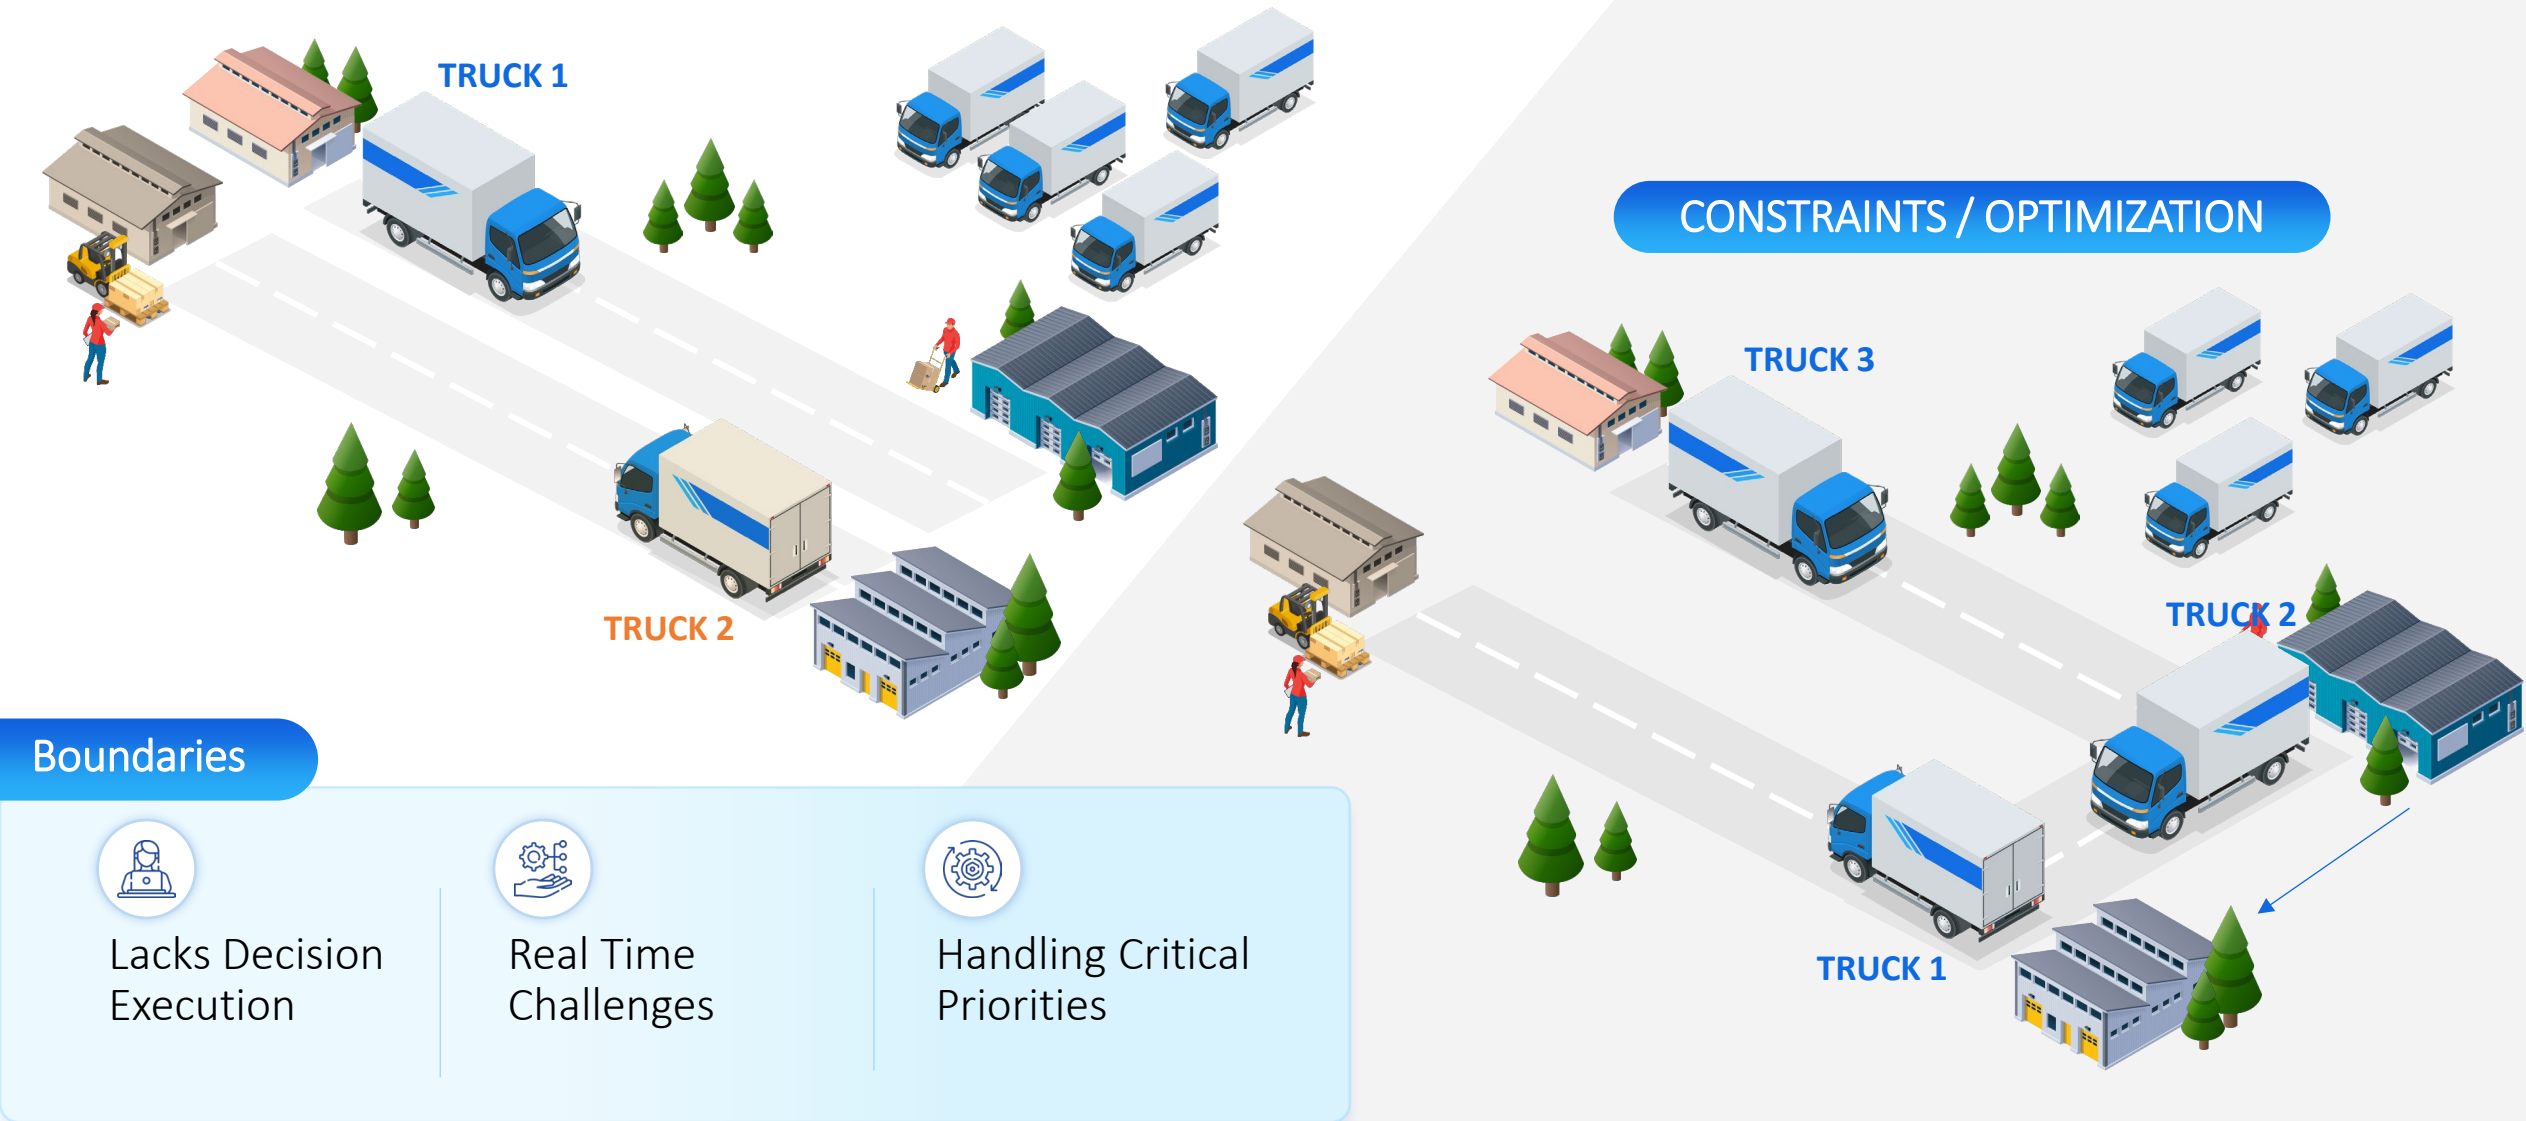 TRUCK 1
TRUCK 2
CONSTRAINTS / OPTIMIZATION
TRUCK 3
TRUCK 2
TRUCK 1
Boundaries
Lacks Decision
Execution
Real Time
Challenges
Handling Critical
Priorities